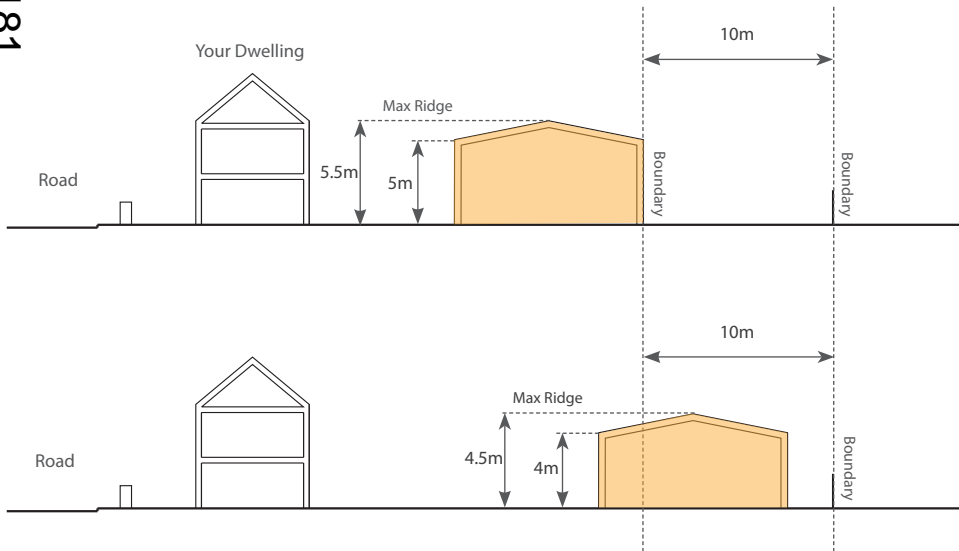 181
10m
Your Dwelling
Max Ridge
5.5m
5m
Road
Boundary
Boundary
10m
Max Ridge
4.5m
4m
Road
Boundary